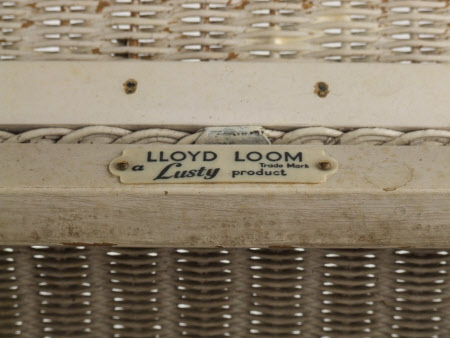 LLOYD LOOM
Trade Mark
a Lusty product